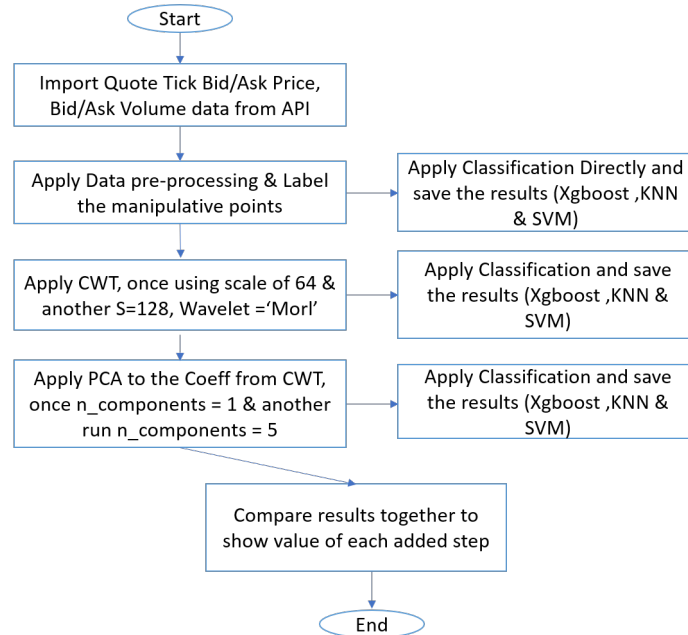 Start
Import Quote Tick Bid/Ask Price,
Bid/Ask Volume data from API
Apply Data pre-processing & Label
the manipulative points
Apply Classification Directly and
save the results (Xgboost ,KNN
& SVM)
Apply CWT, once using scale of 64 &
another S=128, Wavelet =‘Morl’
Apply Classification and save
the results (Xgboost ,KNN &
SVM)
Apply PCA to the Coeff from CWT,
once n_components = 1 & another
run n_components = 5
Apply Classification and save
the results (Xgboost ,KNN &
SVM)
Compare results together to
show value of each added step
End